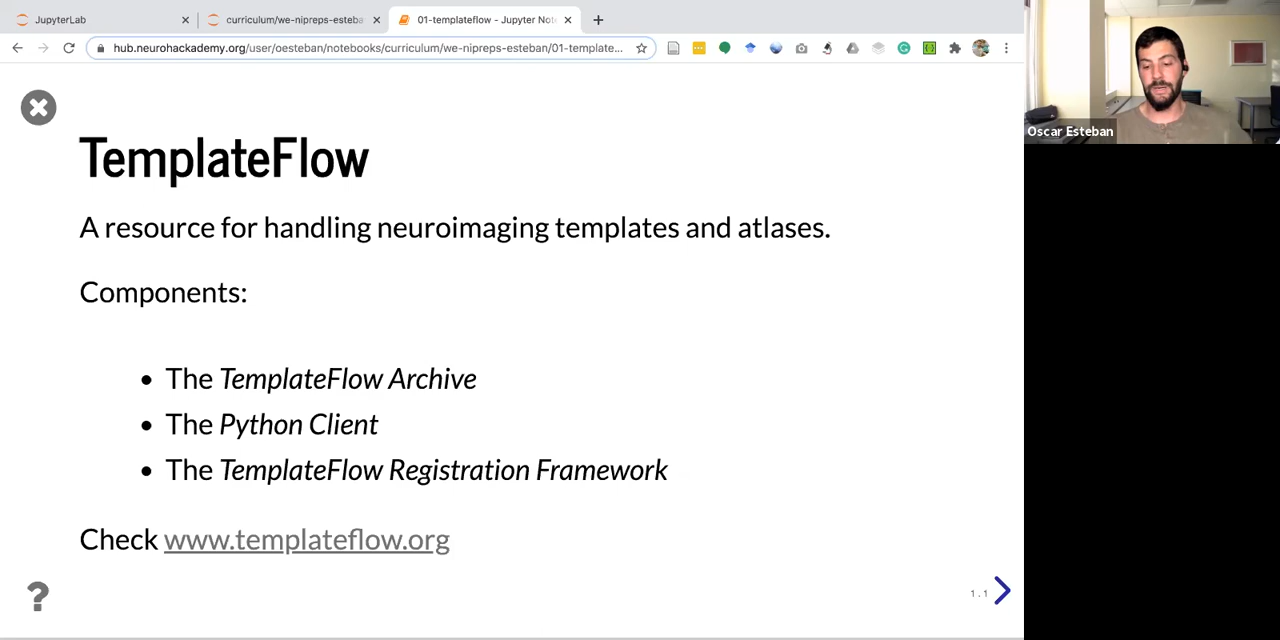 JupyterLab
curriculum/we-nipreps-esteba
01-templateflow - Jupyter Not
hub.neurohackademy.org/user/oesteban/notebooks/curriculum/we-nipreps-esteban/01-template...
Oscar Esteban
TemplateFlow
A resource for handling neuroimaging templates and atlases.
Components:
• The TemplateFlow Archive
• The Python Client
• The TemplateFlow Registration Framework
Check www.templateflow.org
?
1.1